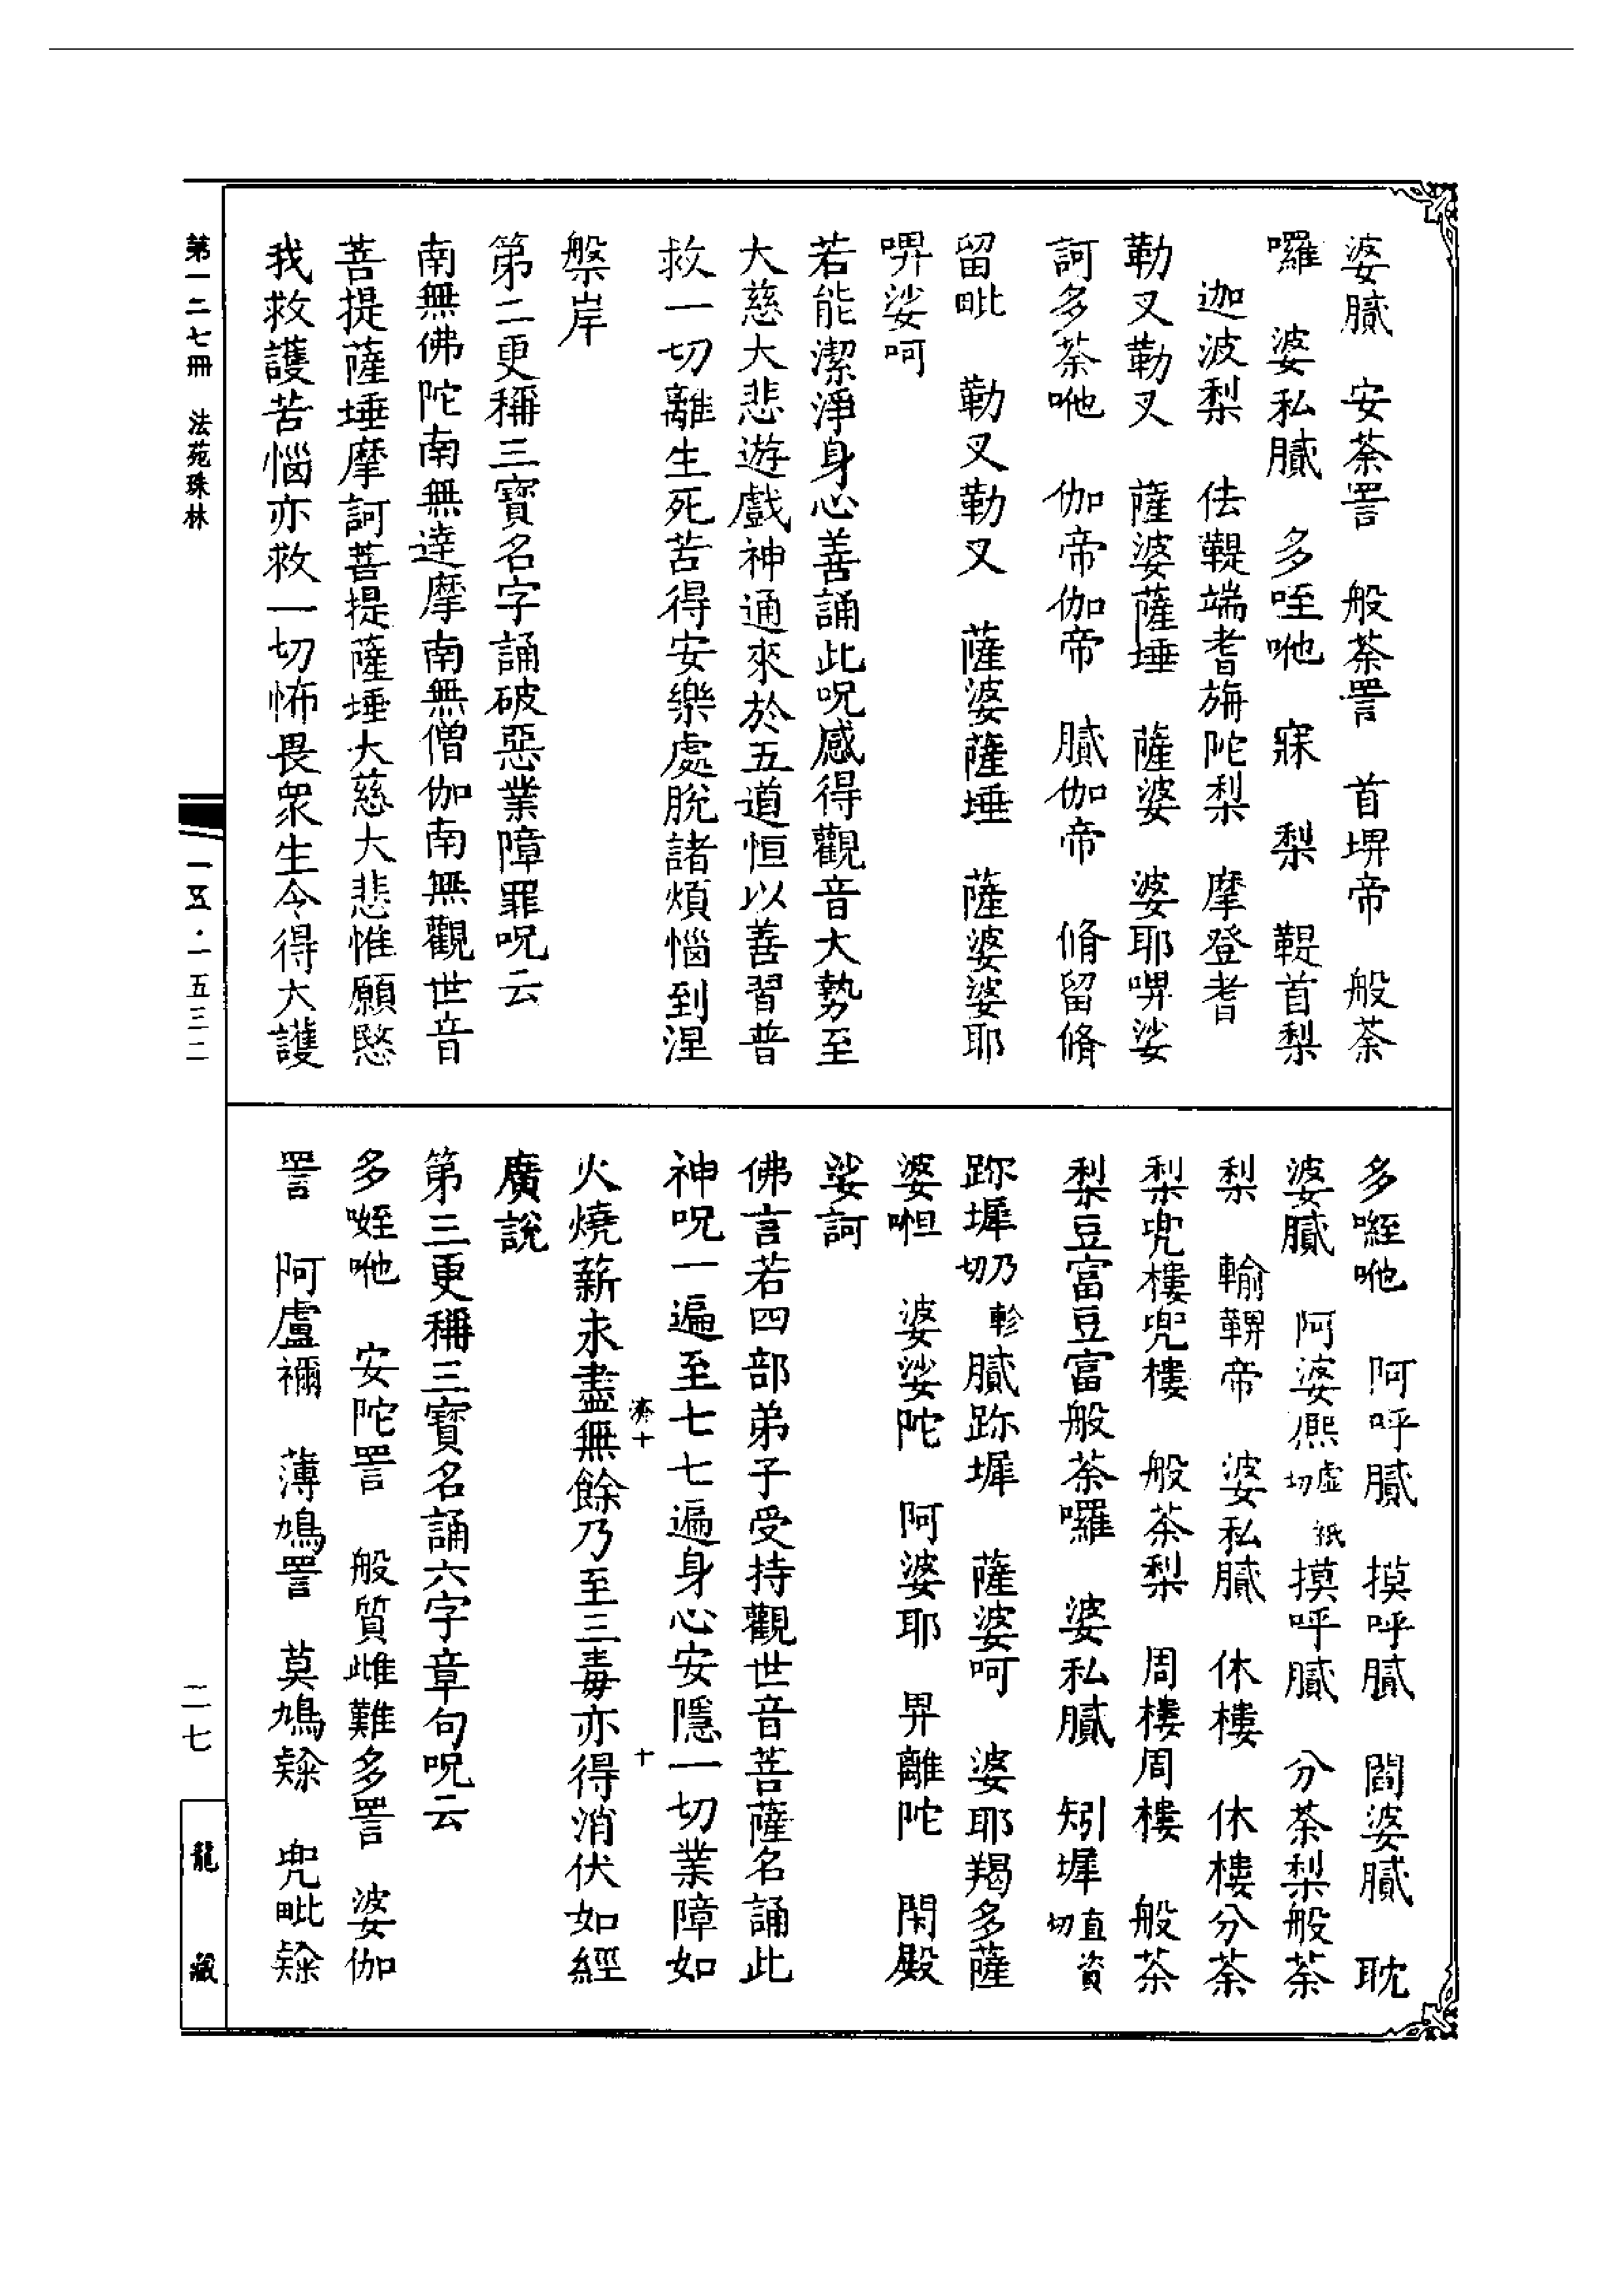 婆膩　安荼詈　般荼詈　首埤帝　般荼
囉　婆私膩　多咥哋　寐　梨　鞮首梨
迦波梨　佉鞮端耆旃陀梨　摩登耆
勒叉勒叉　薩婆薩埵　薩婆　婆耶㗑娑
訶多荼哋　伽帝伽帝　膩伽帝　脩留脩
留毗　勒叉勒叉　薩婆薩埵　薩婆婆耶
㗑娑呵
若能潔淨身心善誦此呪感得觀音大勢至
大慈大悲遊戲神通來於五道恒以善習普
救一切離生死苦得安樂處脫諸煩惱到涅
槃岸
第二更稱三寶名字誦破惡業障罪呪云
南無佛陀南無達摩南無僧伽南無觀世音
菩提薩埵摩訶菩提薩埵大慈大悲惟願愍
我救護苦惱亦救一切怖畏衆生令得大護
多㘉哋　阿呼膩　摸呼膩　閻婆膩　耽
婆膩　阿婆熈虛祇切摸呼膩　分荼梨般荼
梨　輸鞞帝　婆私膩　休樓　休樓分荼
梨兜樓兜樓　般荼梨　周樓周樓　般荼
梨豆富豆富般荼囉　婆私膩　矧墀直資切
跢墀乃軫切膩跢墀　薩婆呵　婆耶羯多薩
婆呾　婆娑陀　阿婆耶　畀離陀　閑殿
娑訶
佛言若四部弟子受持觀世音菩薩名誦此
神呪一遍至七七遍身心安隱一切業障如
火燒薪永盡無餘乃至三毒亦得消伏如經
廣說
第三更稱三寶名誦六字章句呪云
多㘉哋　安陀詈　般質雌難多詈　婆伽
詈　阿盧禰　薄鳩詈　莫鳩隸　兜毗隸
濟十
十
第一二七冊　法苑珠林
一五·一五三二
二七
龍藏